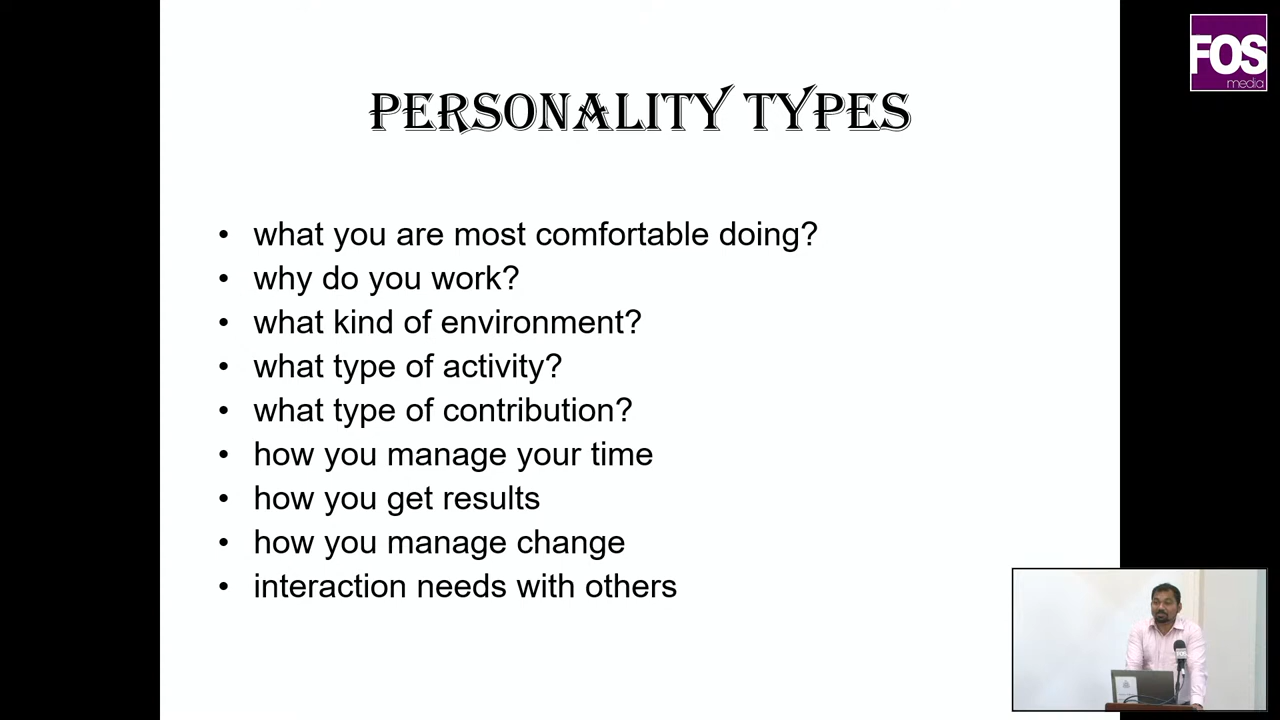 FOS
media
PERSONALITY TYPES
• what you are most comfortable doing?
• why do you work?
• what kind of environment?
• what type of activity?
• what type of contribution?
• how you manage your time
• how you get results
• how you manage change
• interaction needs with others